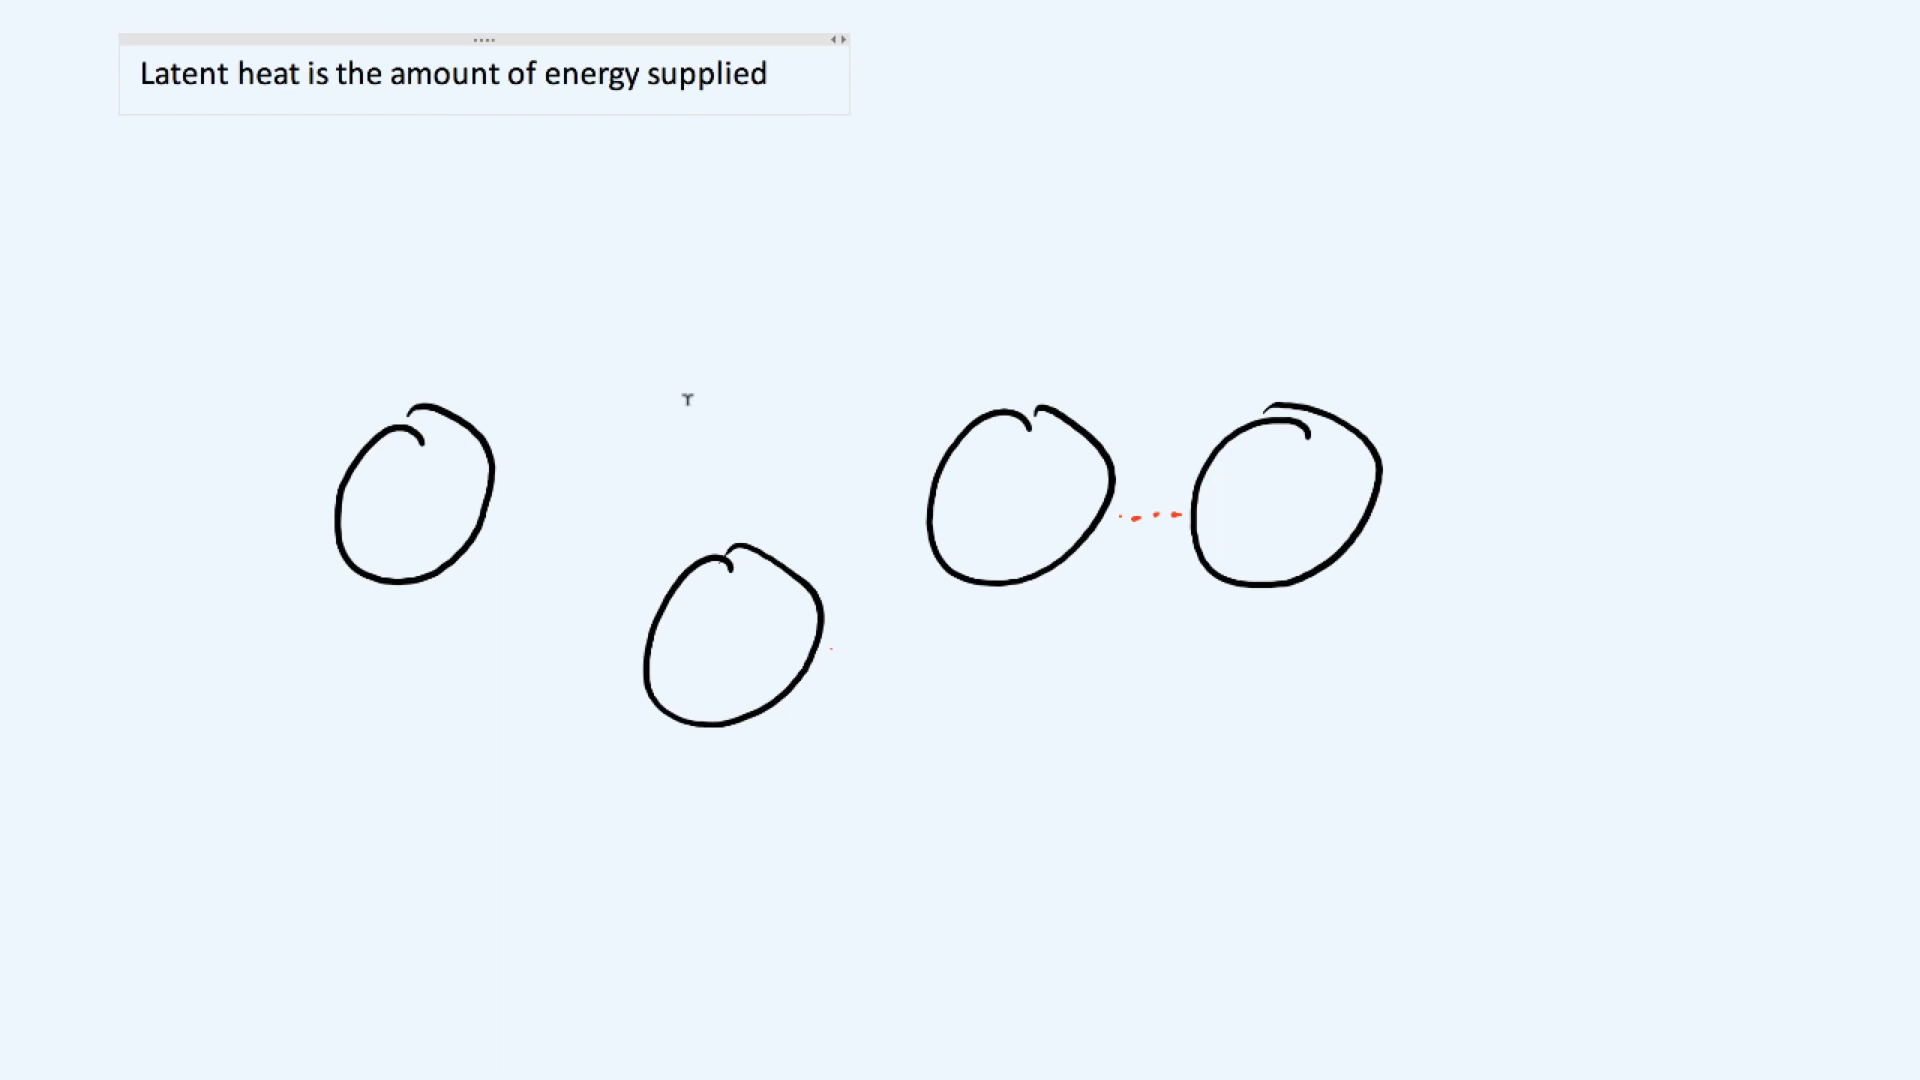 Latent heat is the amount of energy supplied